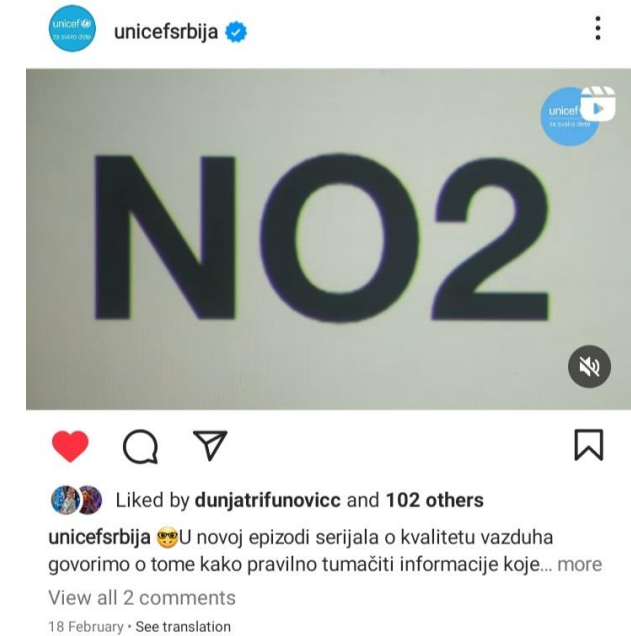 unicef
za svako dete
unicefsrbija
unicef
za svako dete
NO2
Liked by dunjatrifunovicc and 102 others
unicefsrbija 🤓U novoj epizodi serijala o kvalitetu vazduha
govorimo o tome kako pravilno tumačiti informacije koje... more
View all 2 comments
18 February • See translation